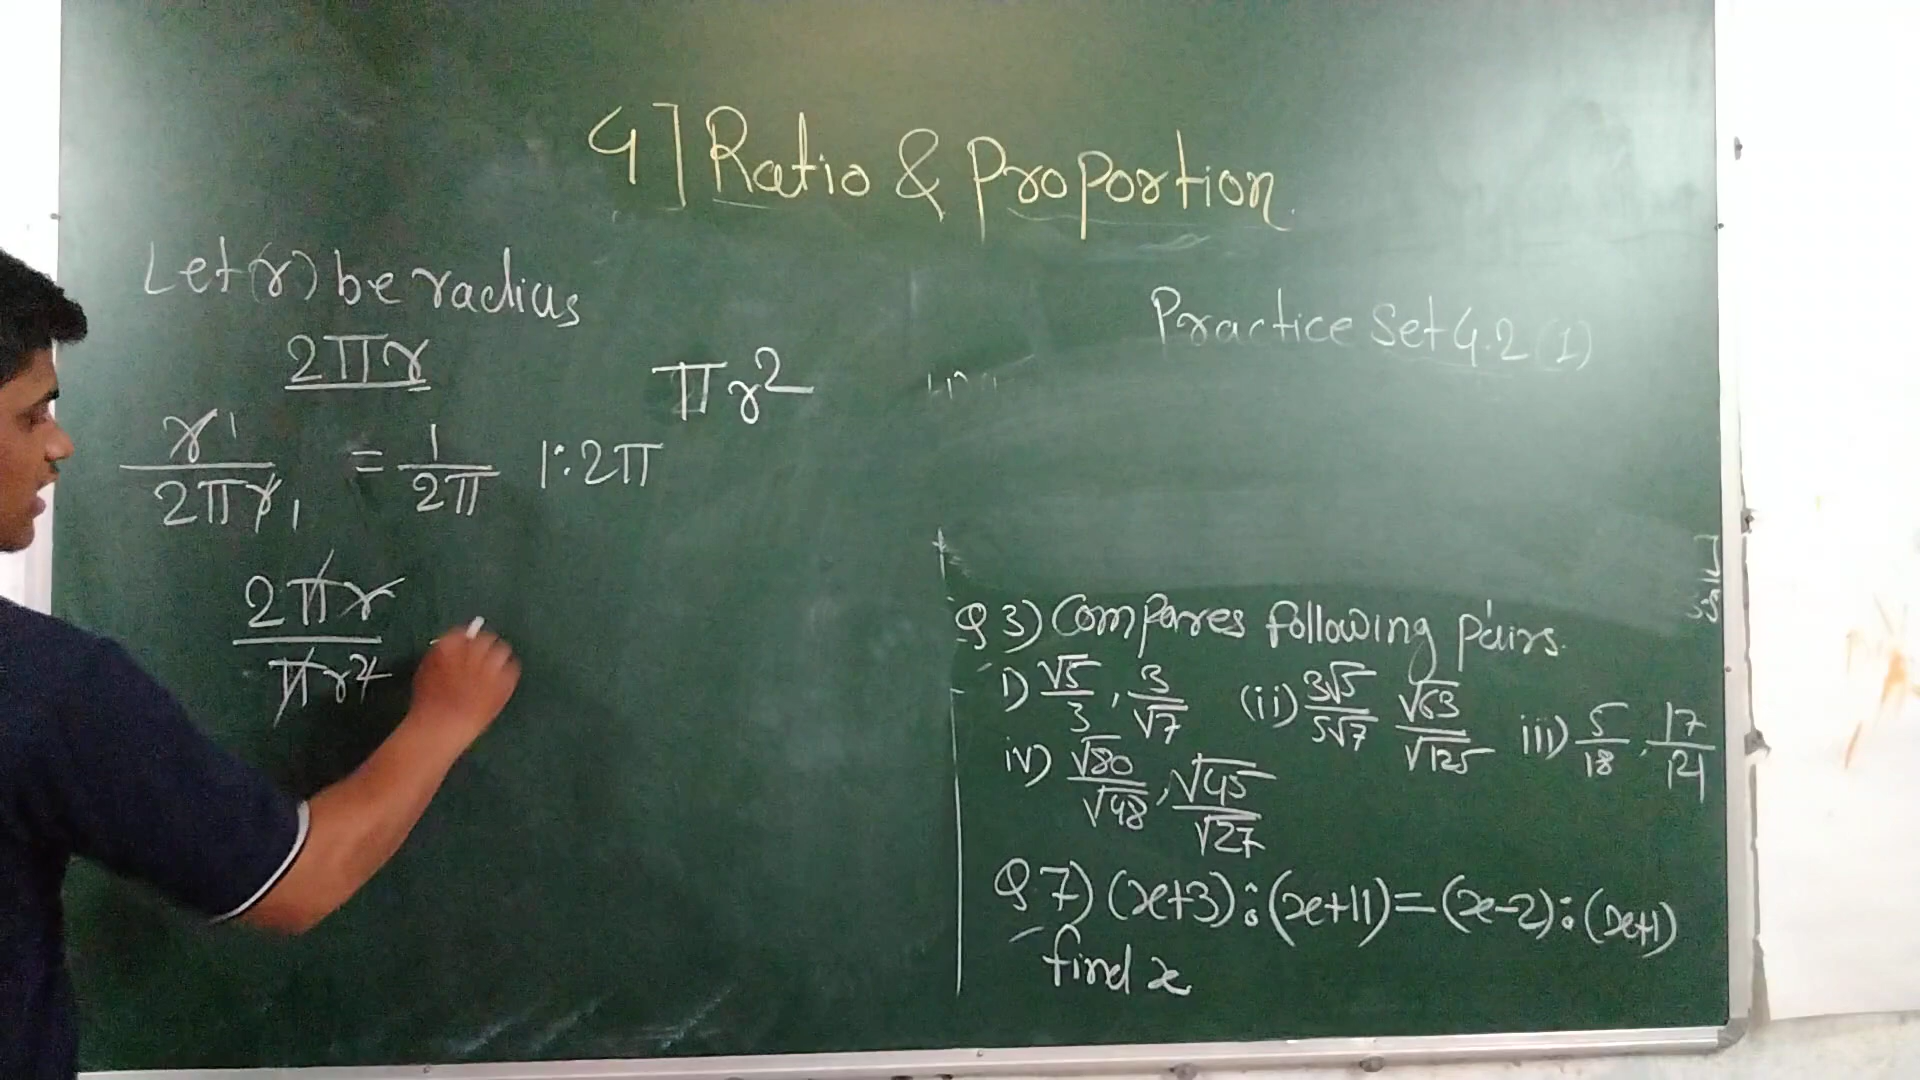 4] Ratio & Proportion
Let (r) be radius
2πr
πr²
r 1 / 2πr 1 = 1/2π 1:2π
2πr / πr²
Practice Set 4.2 (1)
Q 3) Compares following pairs.
i) √5/3 , 3/√7 (ii) 3√5/5√7 √63/√125 iii) 5/18 , 17/121
iv) √80/√48 , √45/√27
Q.7) (x+3):(x+11)=(x-2):(x+1)
find x